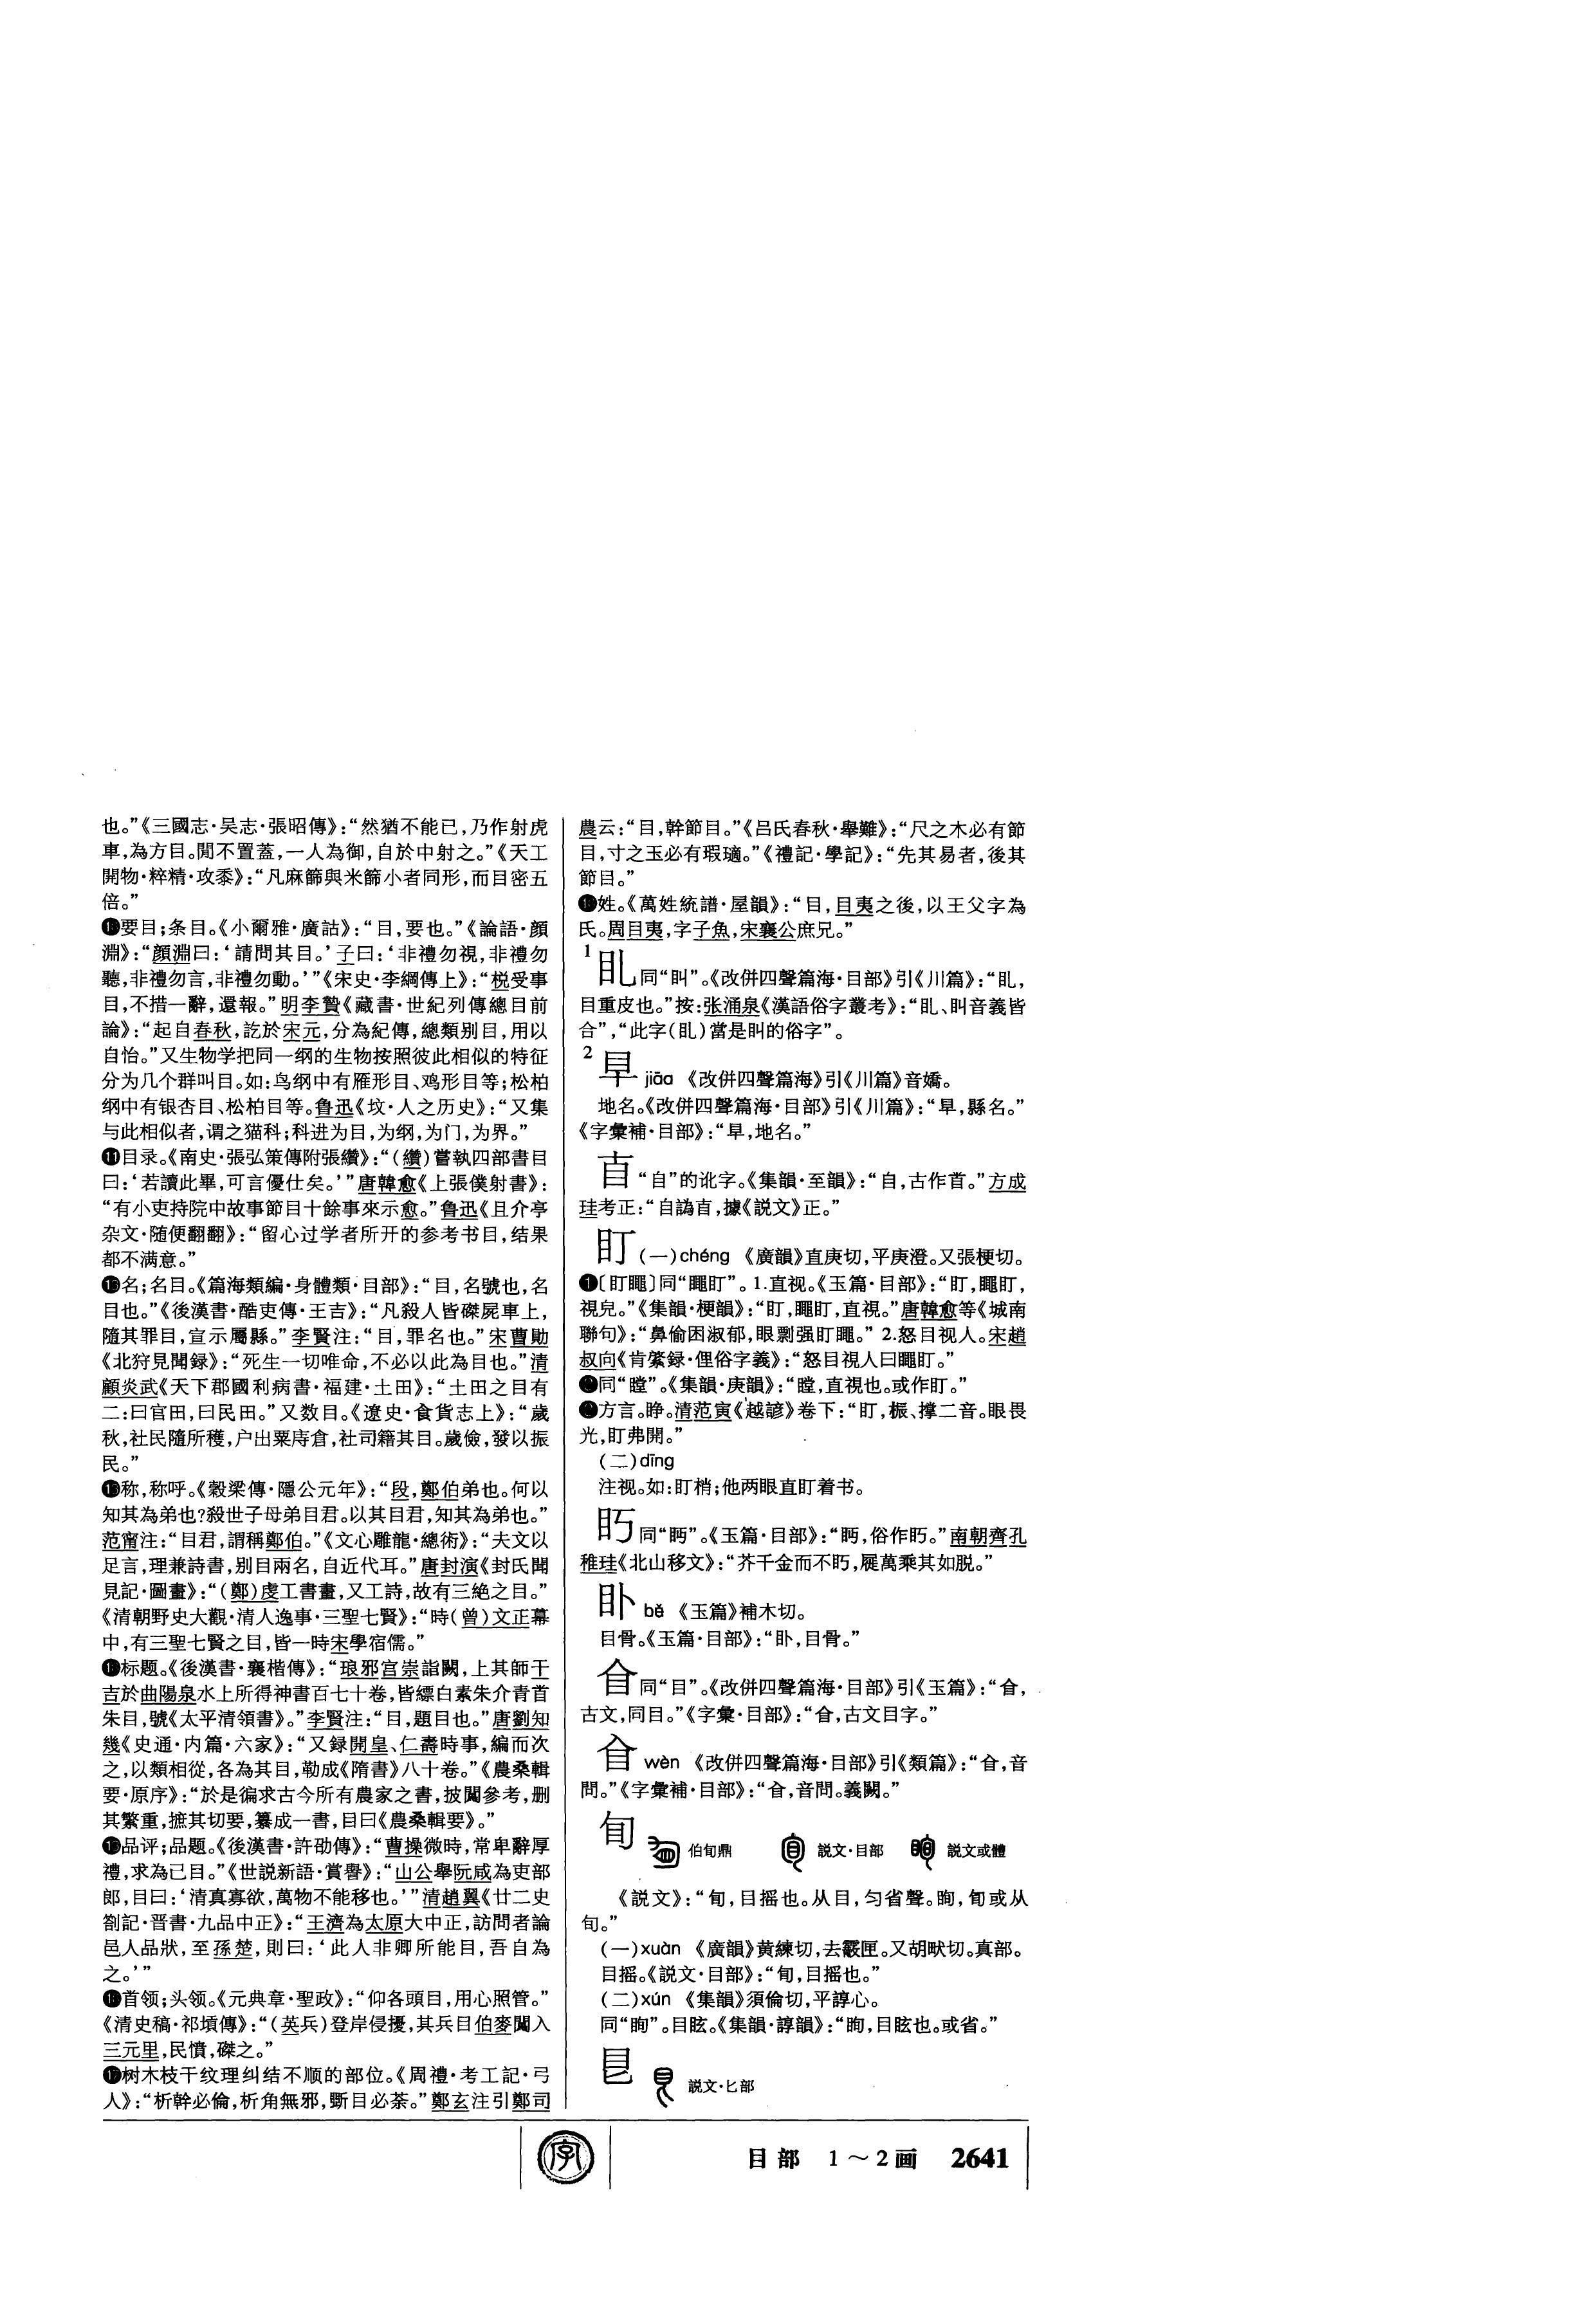 也。”《三國志·吴志·張昭傳》：“然猶不能已，乃作射虎
車，為方目。閒不置蓋，一人為御，自於中射之。”《天工
開物·粹精·攻黍》：“凡麻篩與米篩小者同形，而目密五
倍。”
要目；条目。《小爾雅·廣詁》：“目，要也。”《論語·顔
淵》：“顔淵曰：‘請問其目。’子曰：‘非禮勿視，非禮勿
聽，非禮勿言，非禮勿動。’”《宋史·李綱傳上》：“棁受事
目，不措一辭，還報。”明李贄《藏書·世紀列傳總目前
論》：“起自春秋，訖於宋元，分為紀傳，總類别目，用以
自怡。”又生物学把同一纲的生物按照彼此相似的特征
分为几个群叫目。如：鸟纲中有雁形目、鸡形目等；松柏
纲中有银杏目、松柏目等。鲁迅《坟·人之历史》：“又集
与此相似者，谓之猫科；科进为目，为纲，为门，为界。”
⓫目录。《南史·張弘策傳附張纘》：“（纘）嘗執四部書目
曰：‘若讀此畢，可言優仕矣。’”唐韓愈《上張僕射書》：
“有小吏持院中故事節目十餘事來示愈。”鲁迅《且介亭
杂文·随便翻翻》：“留心过学者所开的参考书目，结果
都不满意。”
名；名目。《篇海類編·身體類·目部》：“目，名號也，名
目也。”《後漢書·酷吏傳·王吉》：“凡殺人皆磔屍車上，
隨其罪目，宣示屬縣。”李賢注：“目，罪名也。”宋曹勛
《北狩見聞録》：“死生一切唯命，不必以此為目也。”清
顧炎武《天下郡國利病書·福建·土田》：“土田之目有
二：曰官田，曰民田。”又数目。《遼史·食貨志上》：“歲
秋，社民隨所穫，户出粟庤倉，社司籍其目。歲儉，發以振
民。”
称，称呼。《穀梁傳·隱公元年》：“段，鄭伯弟也。何以
知其為弟也？殺世子母弟目君。以其目君，知其為弟也。”
范甯注：“目君，謂稱鄭伯。”《文心雕龍·總術》：“夫文以
足言，理兼詩書，别目兩名，自近代耳。”唐封演《封氏聞
見記·圖畫》：“（鄭）虔工書畫，又工詩，故有三絶之目。”
《清朝野史大觀·清人逸事·三聖七賢》：“時（曾）文正幕
中，有三聖七賢之目，皆一時宋學宿儒。”
标题。《後漢書·襄楷傳》：“琅邪宫崇詣闕，上其師干
吉於曲陽泉水上所得神書百七十卷，皆縹白素朱介青首
朱目，號《太平清領書》。”李賢注：“目，題目也。”唐劉知
幾《史通·内篇·六家》：“又録開皇、仁壽時事，編而次
之，以類相從，各為其目，勒成《隋書》八十卷。”《農桑輯
要·原序》：“於是徧求古今所有農家之書，披閲參考，删
其繁重，摭其切要，纂成一書，目曰《農桑輯要》。”
品评；品题。《後漢書·許劭傳》：“曹操微時，常卑辭厚
禮，求為己目。”《世説新語·賞譽》：“山公舉阮咸為吏部
郎，目曰：‘清真寡欲，萬物不能移也。’”清趙翼《廿二史
劄記·晋書·九品中正》：“王濟為太原大中正，訪問者論
邑人品狀，至孫楚，則曰：‘此人非卿所能目，吾自為
之。’”
首领；头领。《元典章·聖政》：“仰各頭目，用心照管。”
《清史稿·祁𡎴傳》：“（英兵）登岸侵擾，其兵目伯麥闖入
三元里，民憤，磔之。”
⓱树木枝干纹理纠结不顺的部位。《周禮·考工記·弓
人》：“析幹必倫，析角無邪，斲目必荼。”鄭玄注引鄭司
農云：“目，幹節目。”《吕氏春秋·舉難》：“尺之木必有節
目，寸之玉必有瑕瓋。”《禮記·學記》：“先其易者，後其
節目。”
姓。《萬姓統譜·屋韻》：“目，目夷之後，以王父字為
氏。周目夷，字子魚，宋襄公庶兄。”
1
同“䀏”。《改併四聲篇海·目部》引《川篇》：
目重皮也。”按：张涌泉《漢語俗字叢考》：音義皆
合”，“此字當是的俗字”。
2
jiāa 《改併四聲篇海》引《川篇》音嬌。
地名。《改併四聲篇海·目部》引《川篇》：縣名。”
《字彙補·目部》：地名。”
“自”的讹字。《集韻·至韻》：“自，古作𦣹。”方成
珪考正：“自譌，據《説文》正。”
盯（一）chéng 《廣韻》直庚切，平庚澄。又張梗切。
❶〔盯䁅〕同“䁅盯”。1.直视。《玉篇·目部》：“盯，䁅盯，
視皃。”《集韻·梗韻》：“盯，䁅盯，直視。”唐韓愈等《城南
聯句》：“鼻偷困淑郁，眼剽强盯䁅。”2.怒目视人。宋趙
叔向《肯綮録·俚俗字義》：“怒目視人曰䁅盯。”
同“瞠”。《集韻·庚韻》：“瞠，直視也。或作盯。”
方言。睁。清范寅《越諺》卷下：“盯，棖、撑二音。眼畏
光，盯弗開。”
（二）dīng
注视。如：盯梢；他两眼直盯着书。
同“眄”。《玉篇·目部》：“眄，俗作𥃩。”南朝齊孔
稚珪《北山移文》：“芥千金而不𥃩，屣萬乘其如脱。”
bě 《玉篇》補木切。
目骨。《玉篇·目部》：目骨。”
同“目”。《改併四聲篇海·目部》引《玉篇》：
古文，同目。”《字彙·目部》：古文目字。”
wèn 《改併四聲篇海·目部》引《類篇》：音
問。”《字彙補·目部》：音問。義闕。”
旬 伯旬鼎 説文·目部 説文或體
《説文》：目摇也。从目，勻省聲。眴，或从
旬。”
（一）xuàn 《廣韻》黄練切，去霰匣。又胡畎切。真部。
目摇。《説文·目部》：目摇也。”
（二）xún 《集韻》須倫切，平諄心。
同“眴”。目眩。《集韻·諄韻》：“眴，目眩也。或省。”
説文·匕部
字
目部 1～2画 2641